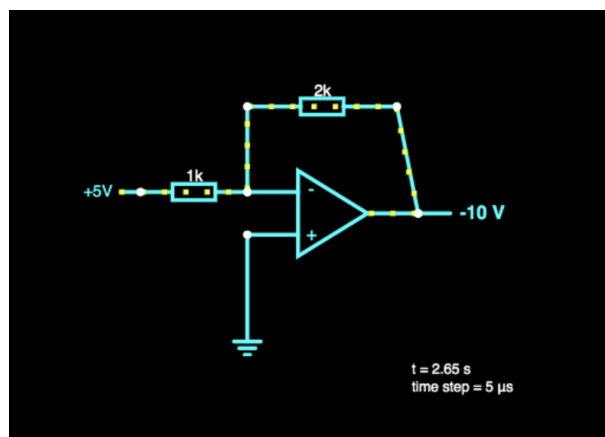 2k
1k
+5V
-
-10 V
+
t = 2.65 s
time step = 5 µs